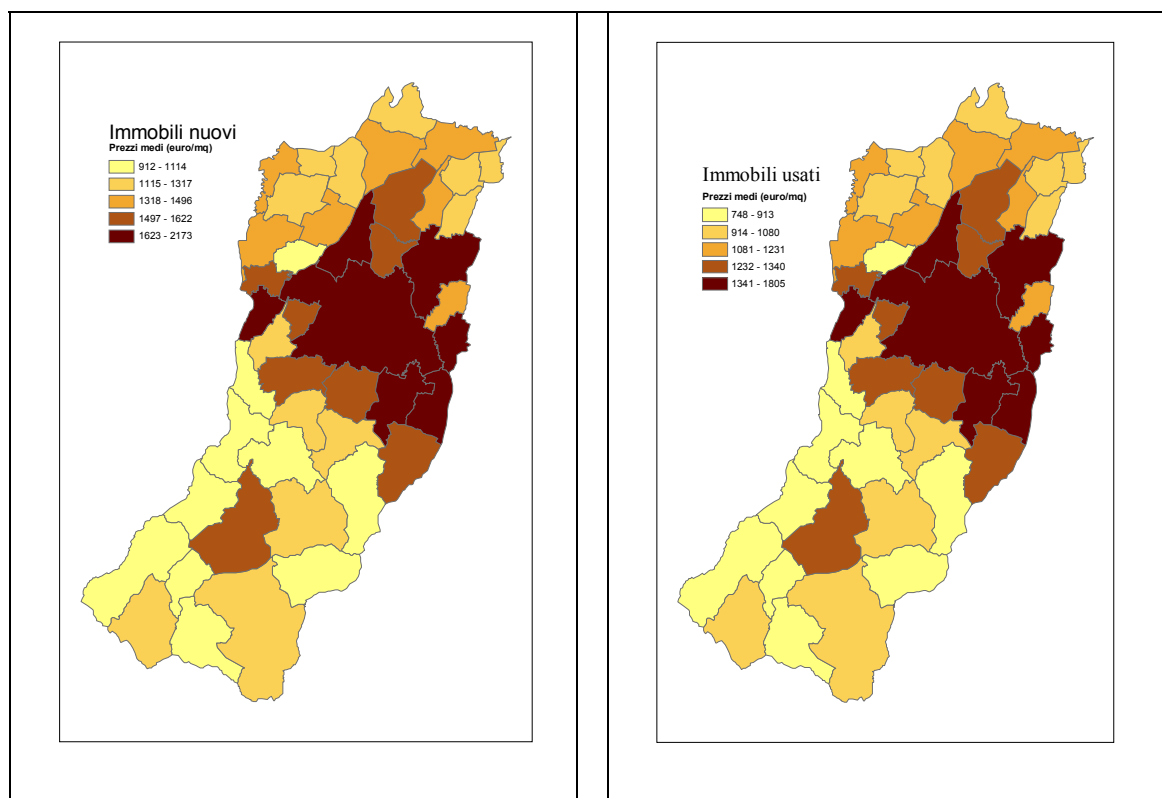 Immobili nuovi
Prezzi medi (euro/mq)
912 - 1114
1115 - 1317
1318 - 1496
1497 - 1622
1623 - 2173
Immobili usati
Prezzi medi (euro/mq)
748 - 913
914 - 1080
1081 - 1231
1232 - 1340
1341 - 1805